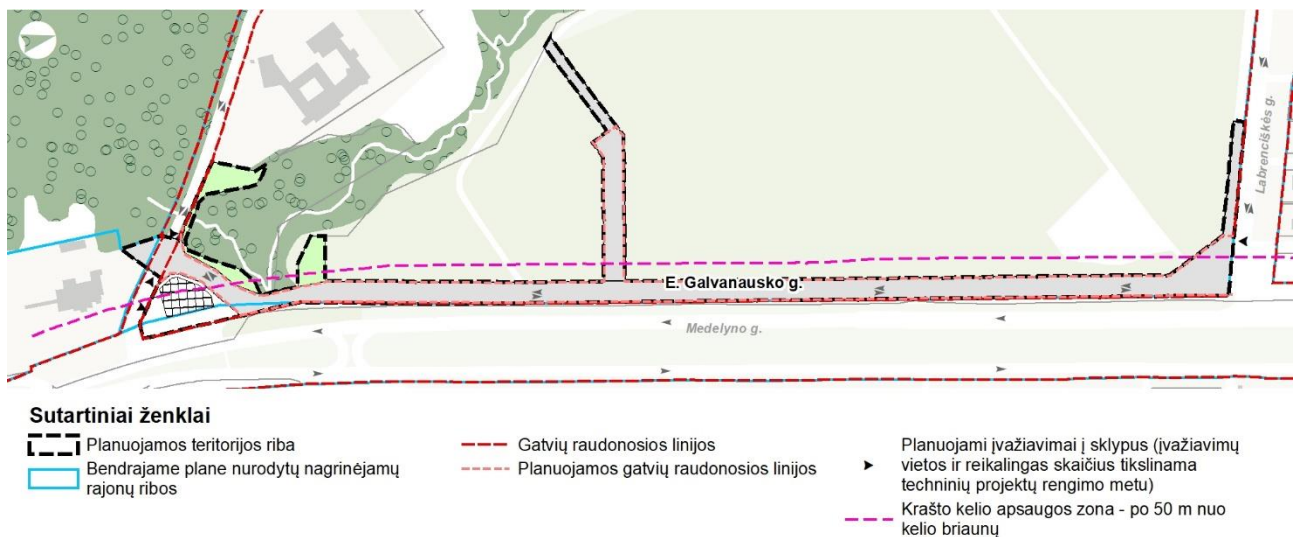 Labrenciškės g.
E. Galvanausko g.
Medelyno g.
Sutartiniai ženklai
Planuojamos teritorijos riba
Bendrajame plane nurodytų nagrinėjamų
rajonų ribos
Gatvių raudonosios linijos
Planuojamos gatvių raudonosios linijos
Planuojami įvažiavimai į sklypus (įvažiavimų
vietos ir reikalingas skaičius tikslinama
techninių projektų rengimo metu)
Krašto kelio apsaugos zona - po 50 m nuo
kelio briaunų